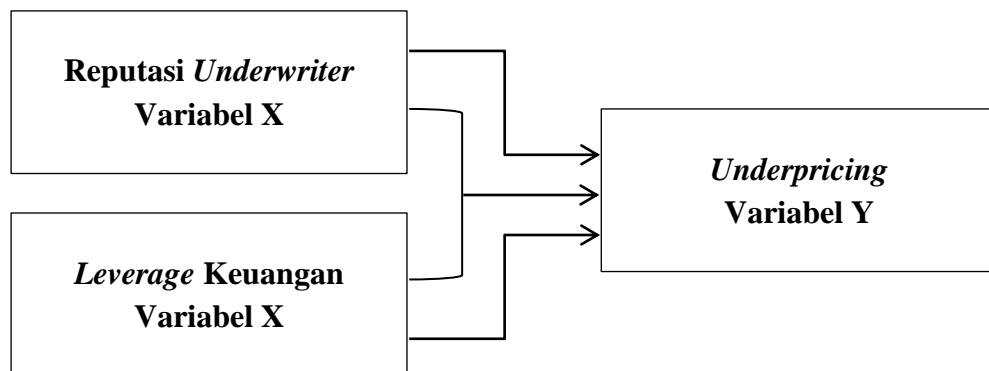 Reputasi Underwriter
Variabel X
Underpricing
Variabel Y
Leverage Keuangan
Variabel X